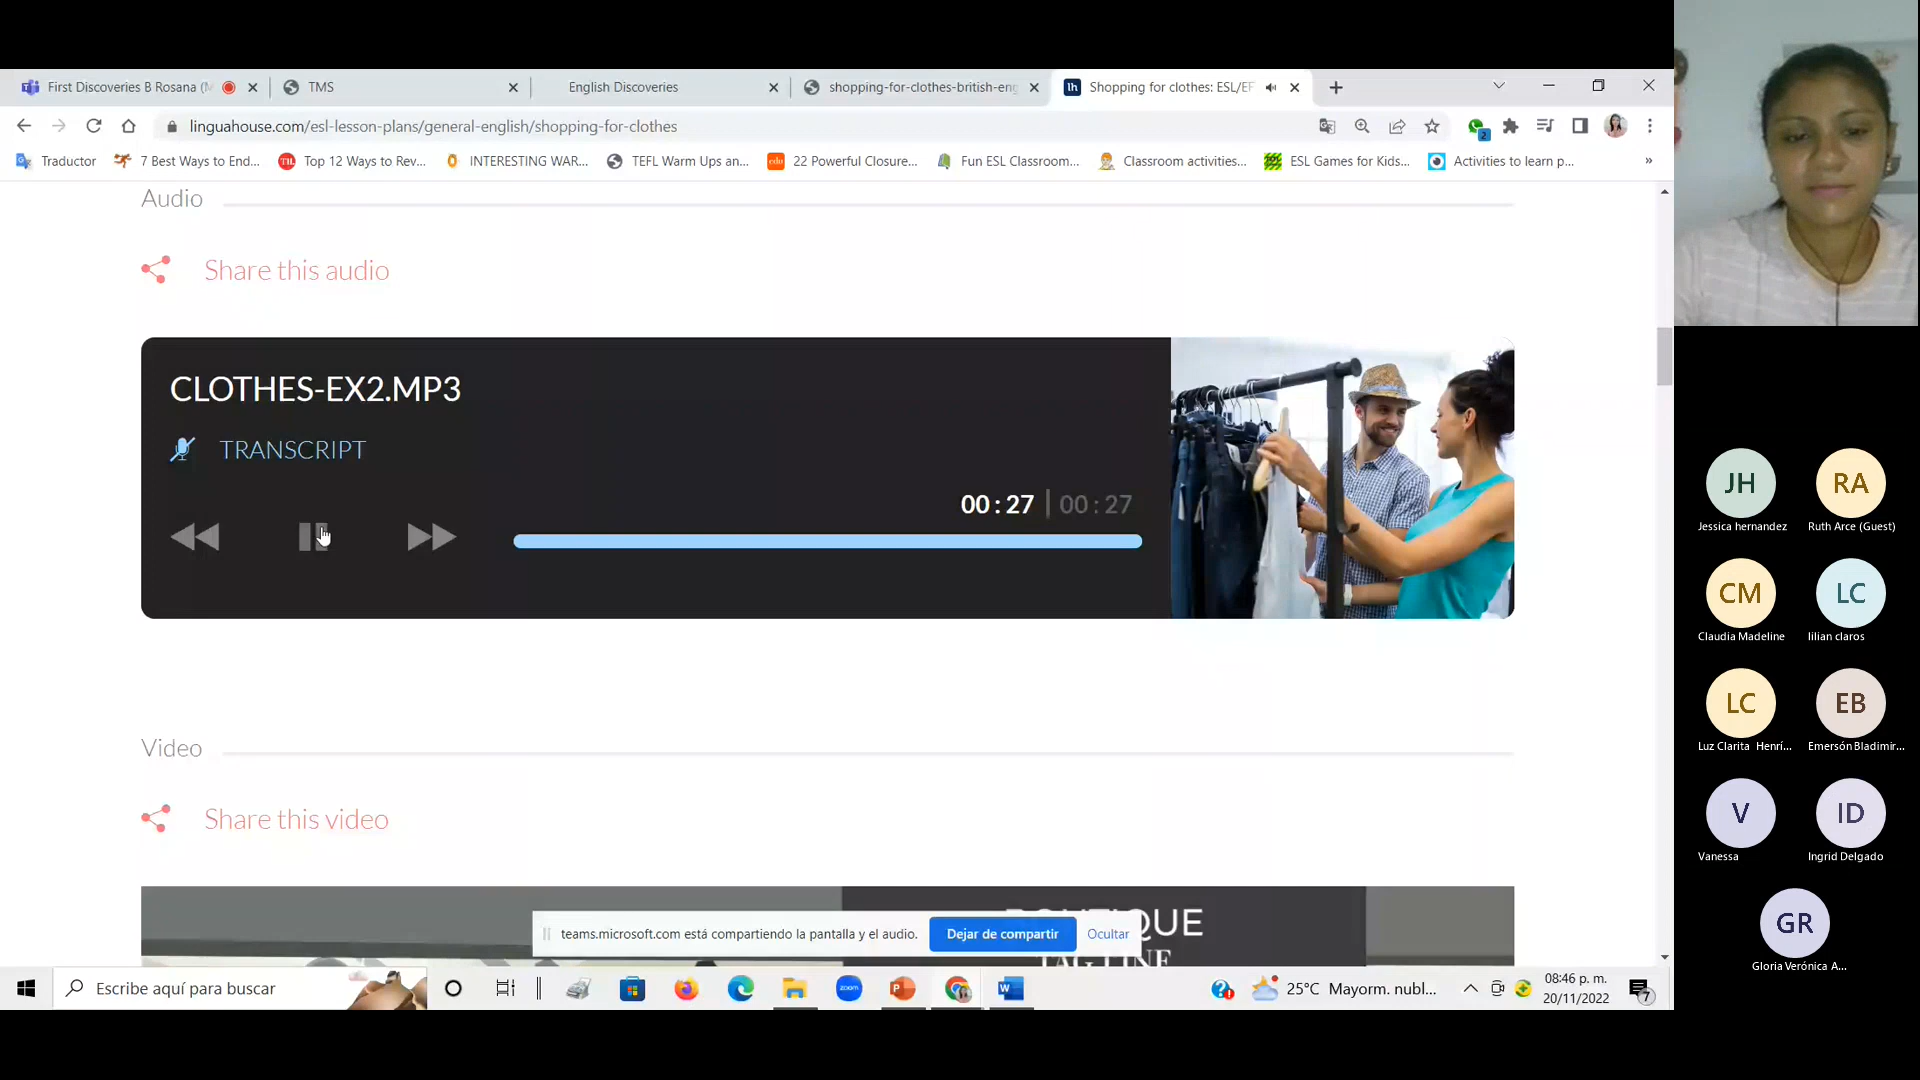 First Discoveries B Rosana (M
TMS
English Discoveries
shopping-for-clothes-british-eng
Shopping for clothes: ESL/EF
linguahouse.com/esl-lesson-plans/general-english/shopping-for-clothes
2
Traductor
7 Best Ways to End...
Top 12 Ways to Rev...
INTERESTING WAR...
TEFL Warm Ups an...
22 Powerful Closure...
Fun ESL Classroom...
Classroom activities...
ESL Games for Kids...
Activities to learn p...
»
Audio
Share this audio
CLOTHES-EX2.MP3
TRANSCRIPT
00:27 | 00:27
Video
Share this video
teams.microsoft.com está compartiendo la pantalla y el audio.
Dejar de compartir
Ocultar
Escribe aquí para buscar
zoom
25°C Mayorm. nubl...
08:46 p. m.
20/11/2022
7
JH
Jessica hernandez
RA
Ruth Arce (Guest)
CM
Claudia Madeline
LC
lilian claros
LC
Luz Clarita Henrí...
EB
Emersón Bladimir...
V
Vanessa
ID
Ingrid Delgado
GR
Gloria Verónica A...